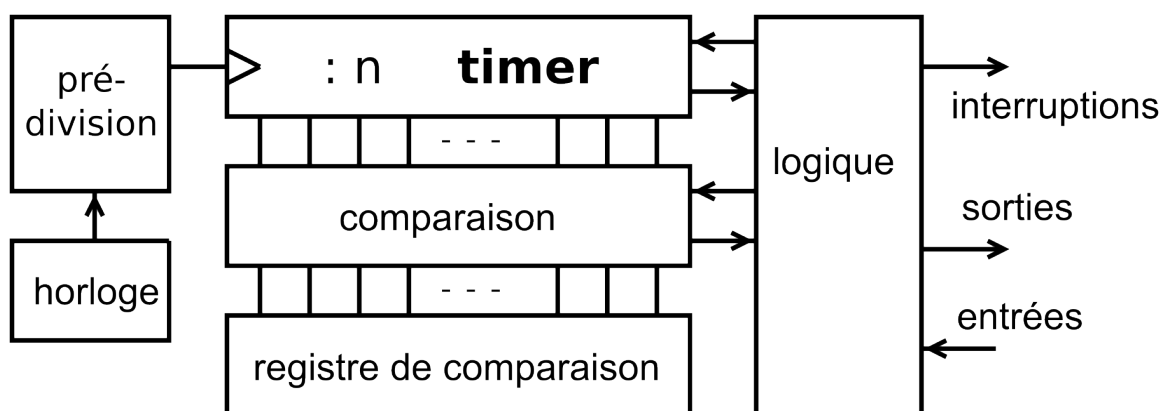 pré-
division
horloge
: n timer
- - -
comparaison
- - -
registre de comparaison
logique
interruptions
sorties
entrées